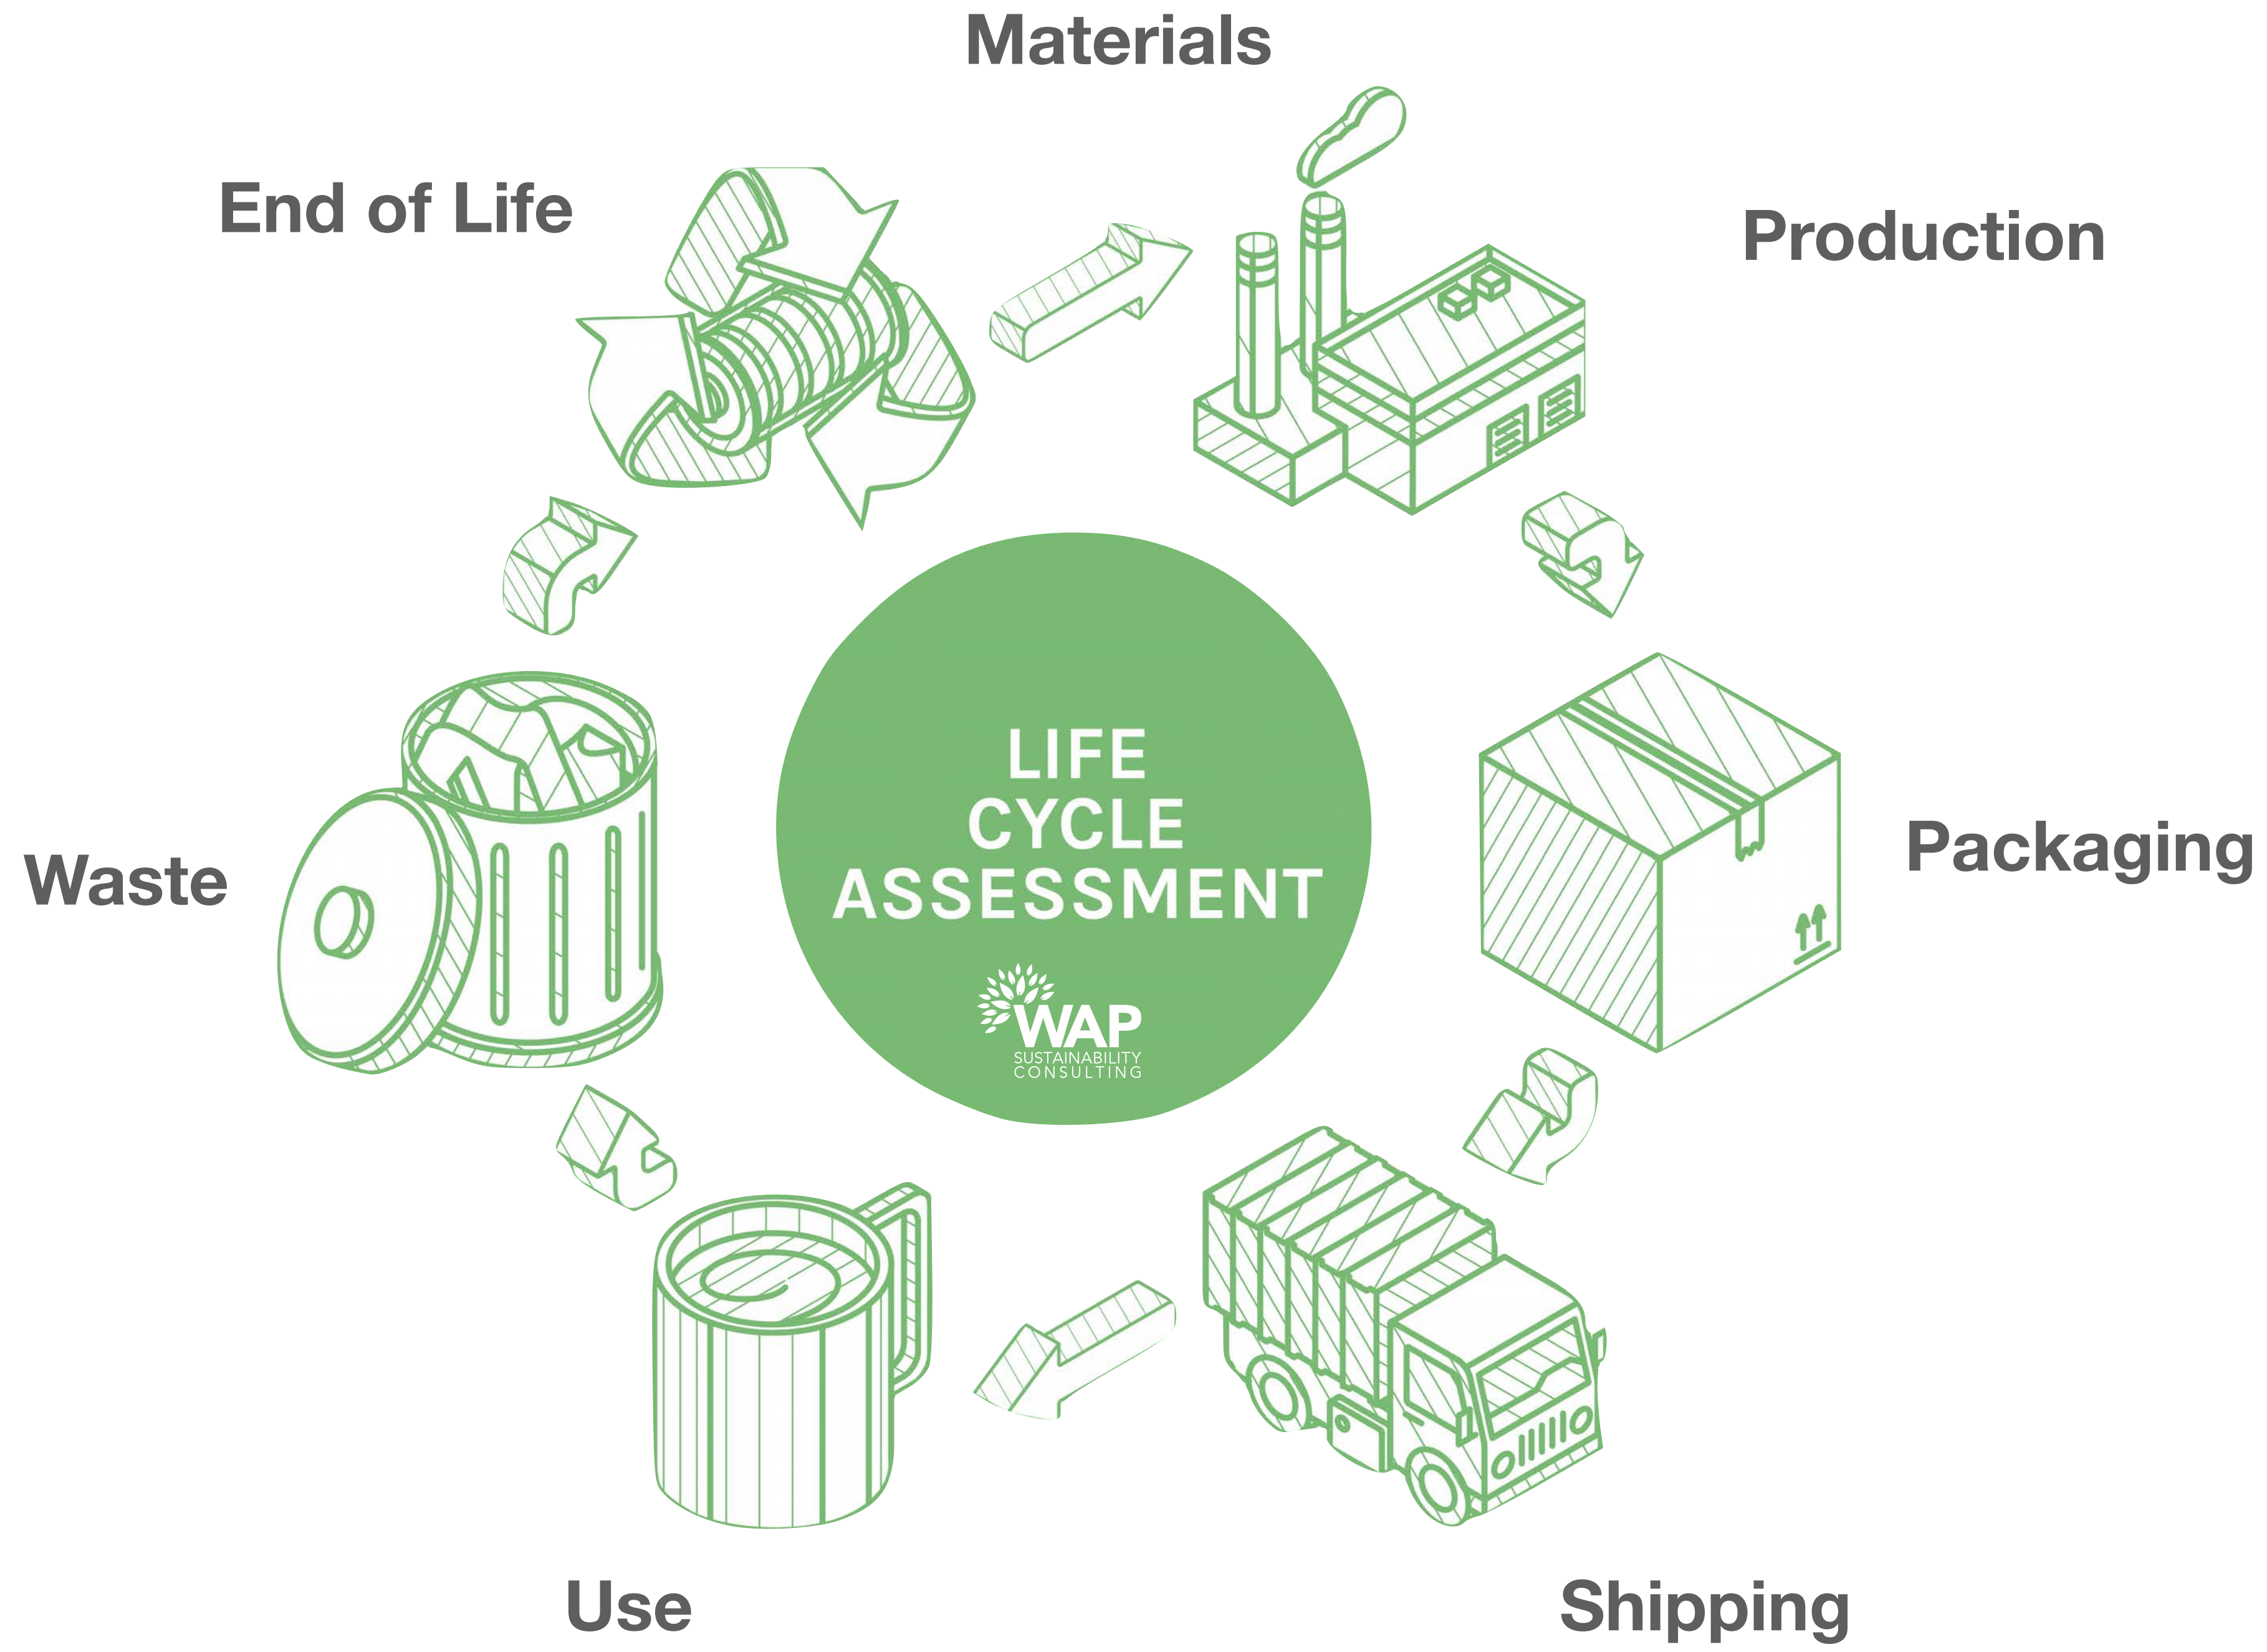 Materials
End of Life
Production
LIFE
CYCLE
ASSESSMENT
Waste
Packaging
WAP
SUSTAINABILITY
CONSULTING
Use
Shipping